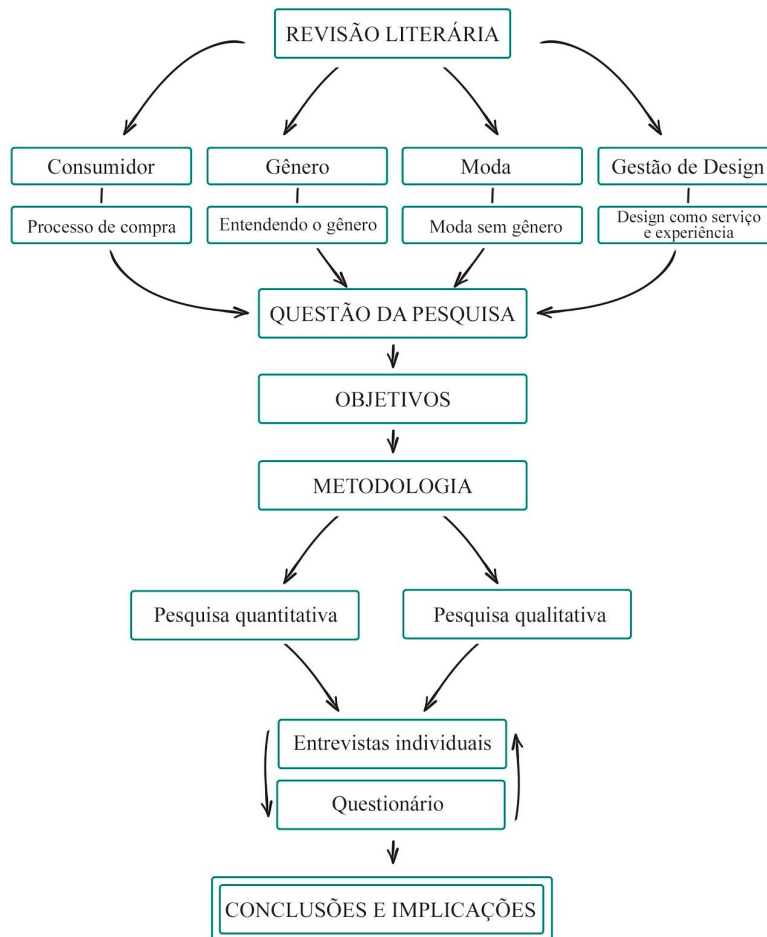 REVISÃO LITERÁRIA
Consumidor
Gênero
Moda
Gestão de Design
Processo de compra
Entendendo o gênero
Moda sem gênero
Design como serviço
e experiência
QUESTÃO DA PESQUISA
OBJETIVOS
METODOLOGIA
Pesquisa quantitativa
Pesquisa qualitativa
Entrevistas individuais
Questionário
CONCLUSÕES E IMPLICAÇÕES